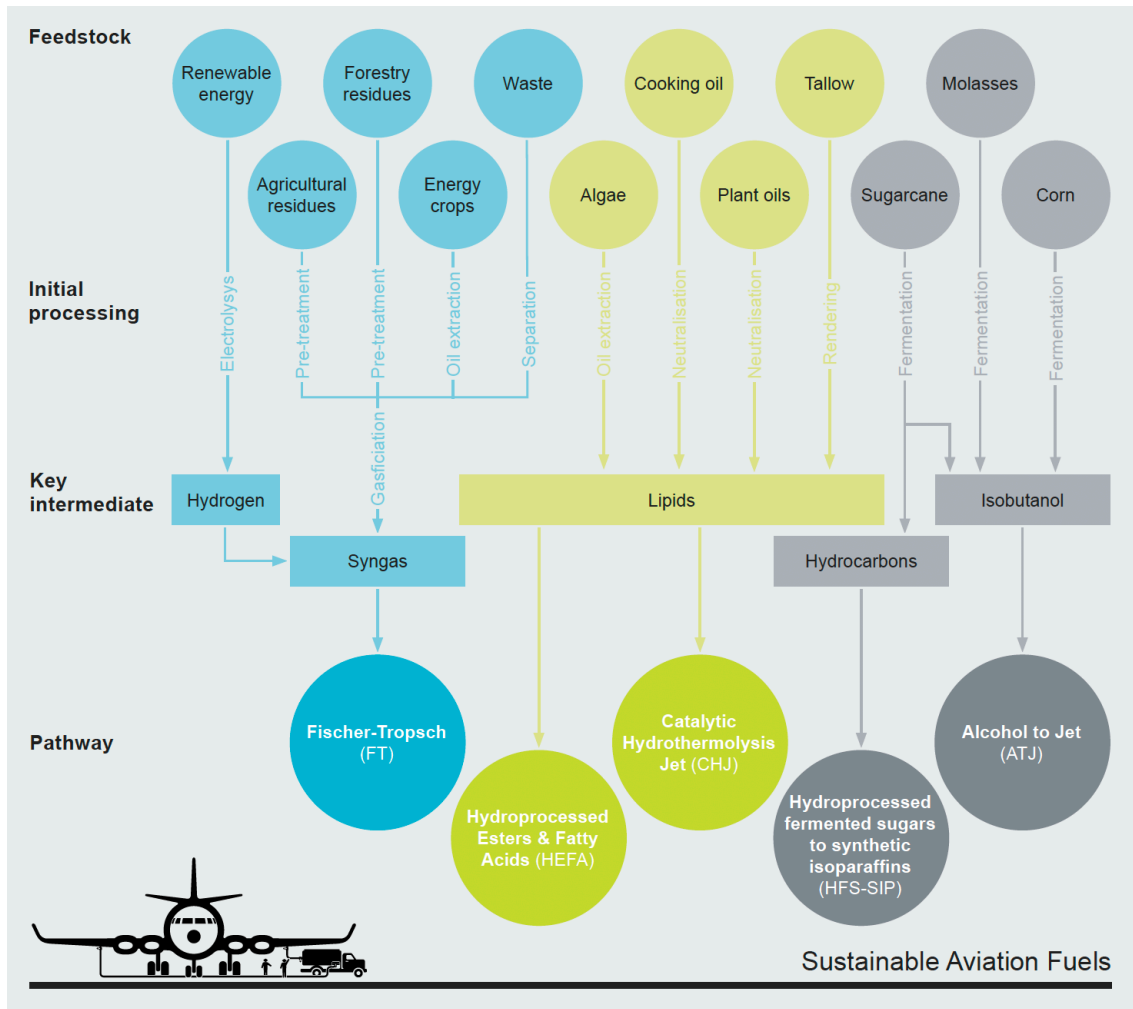 Feedstock
Renewable
energy
Forestry
residues
Waste
Cooking oil
Tallow
Molasses
Agricultural
residues
Energy
crops
Algae
Plant oils
Sugarcane
Corn
Initial
processing
Electrolysys
Pre-treatment
Pre-treatment
Oil extraction
Separation
Oil extraction
Neutralisation
Neutralisation
Rendering
Fermentation
Fermentation
Fermentation
Gasficiation
Key
intermediate
Hydrogen
Lipids
Isobutanol
Syngas
Hydrocarbons
Pathway
Fischer-Tropsch
(FT)
Hydroprocessed
Esters & Fatty
Acids (HEFA)
Catalytic
Hydrothermolysis
Jet (CHJ)
Hydroprocessed
fermented sugars
to synthetic
isoparaffins
(HFS-SIP)
Alcohol to Jet
(ATJ)
Sustainable Aviation Fuels